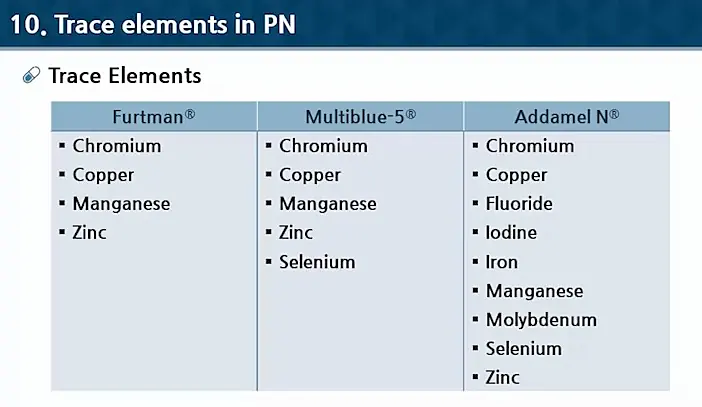 10. Trace elements in PN
Trace Elements
Furtman®
Multiblue-5®
Addamel N®
▪ Chromium
▪ Copper
▪ Manganese
▪ Zinc
▪ Chromium
▪ Copper
▪ Manganese
▪ Zinc
▪ Selenium
▪ Chromium
▪ Copper
▪ Fluoride
▪ Iodine
▪ Iron
▪ Manganese
▪ Molybdenum
▪ Selenium
▪ Zinc